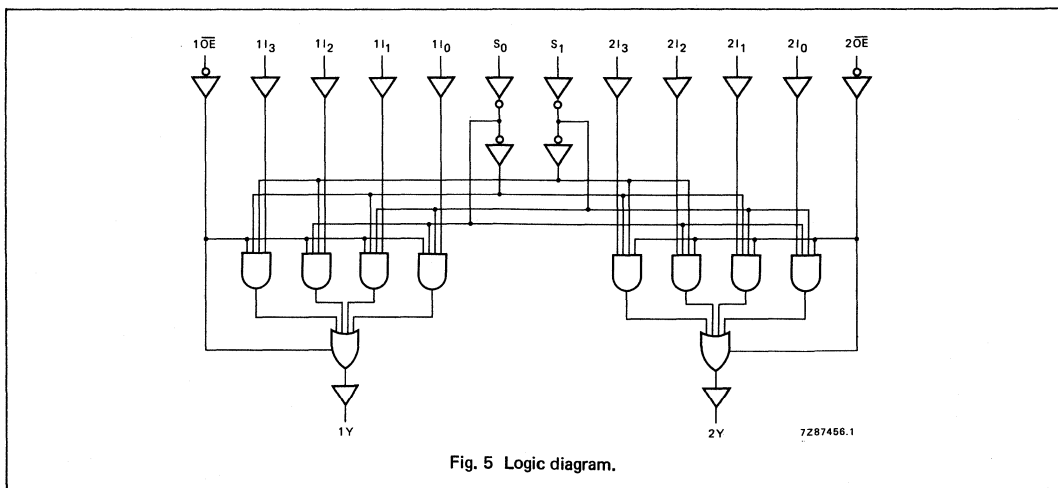 1OE̅ 1I₃ 1I₂ 1I₁ 1I₀ S₀ S₁ 2I₃ 2I₂ 2I₁ 2I₀ 2OE̅
1Y 2Y 7Z87456.1
Fig. 5 Logic diagram.